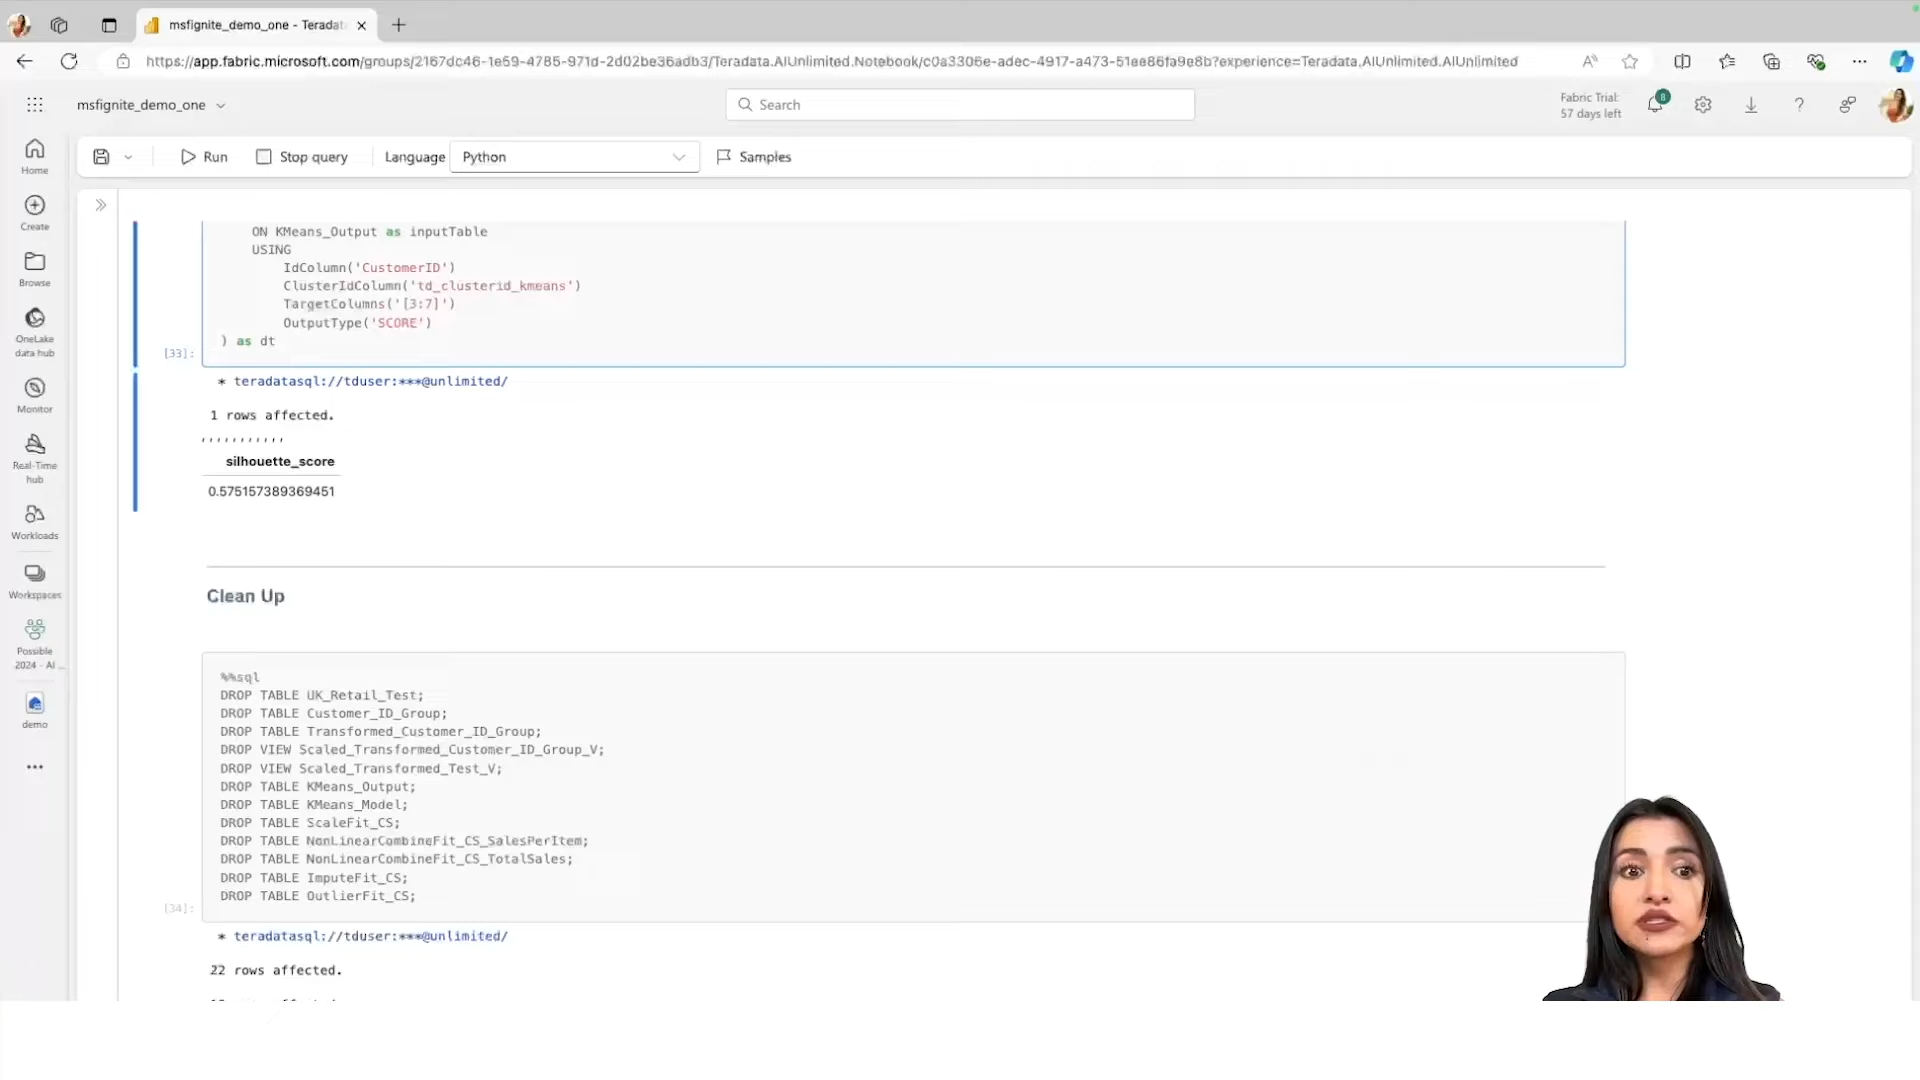 msfignite_demo_one - Teradat
https://app.fabric.microsoft.com/groups/2167dc46-1e59-4785-971d-2d02be36adb3/Teradata.AIUnlimited.Notebook/c0a3306e-adec-4917-a473-51ee86fa9e8b?experience=Teradata.AIUnlimited.AIUnlimited
msfignite_demo_one
Search
Fabric Trial:
57 days left
8
?
Run
Stop query
Language
Python
Samples
Home
Create
Browse
OneLake
data hub
Monitor
Real-Time
hub
Workloads
Workspaces
Possible
2024 - AI ...
demo
ON KMeans_Output as inputTable
USING
IdColumn('CustomerID')
ClusterIdColumn('td_clusterid_kmeans')
TargetColumns('[3:7]')
OutputType('SCORE')
) as dt
[33]:
* teradatasql://tduser:***@unlimited/
1 rows affected.
'''''''''''
silhouette_score
0.575157389369451
Clean Up
%%sql
DROP TABLE UK_Retail_Test;
DROP TABLE Customer_ID_Group;
DROP TABLE Transformed_Customer_ID_Group;
DROP VIEW Scaled_Transformed_Customer_ID_Group_V;
DROP VIEW Scaled_Transformed_Test_V;
DROP TABLE KMeans_Output;
DROP TABLE KMeans_Model;
DROP TABLE ScaleFit_CS;
DROP TABLE NonLinearCombineFit_CS_SalesPerItem;
DROP TABLE NonLinearCombineFit_CS_TotalSales;
DROP TABLE ImputeFit_CS;
DROP TABLE OutlierFit_CS;
[34]:
* teradatasql://tduser:***@unlimited/
22 rows affected.